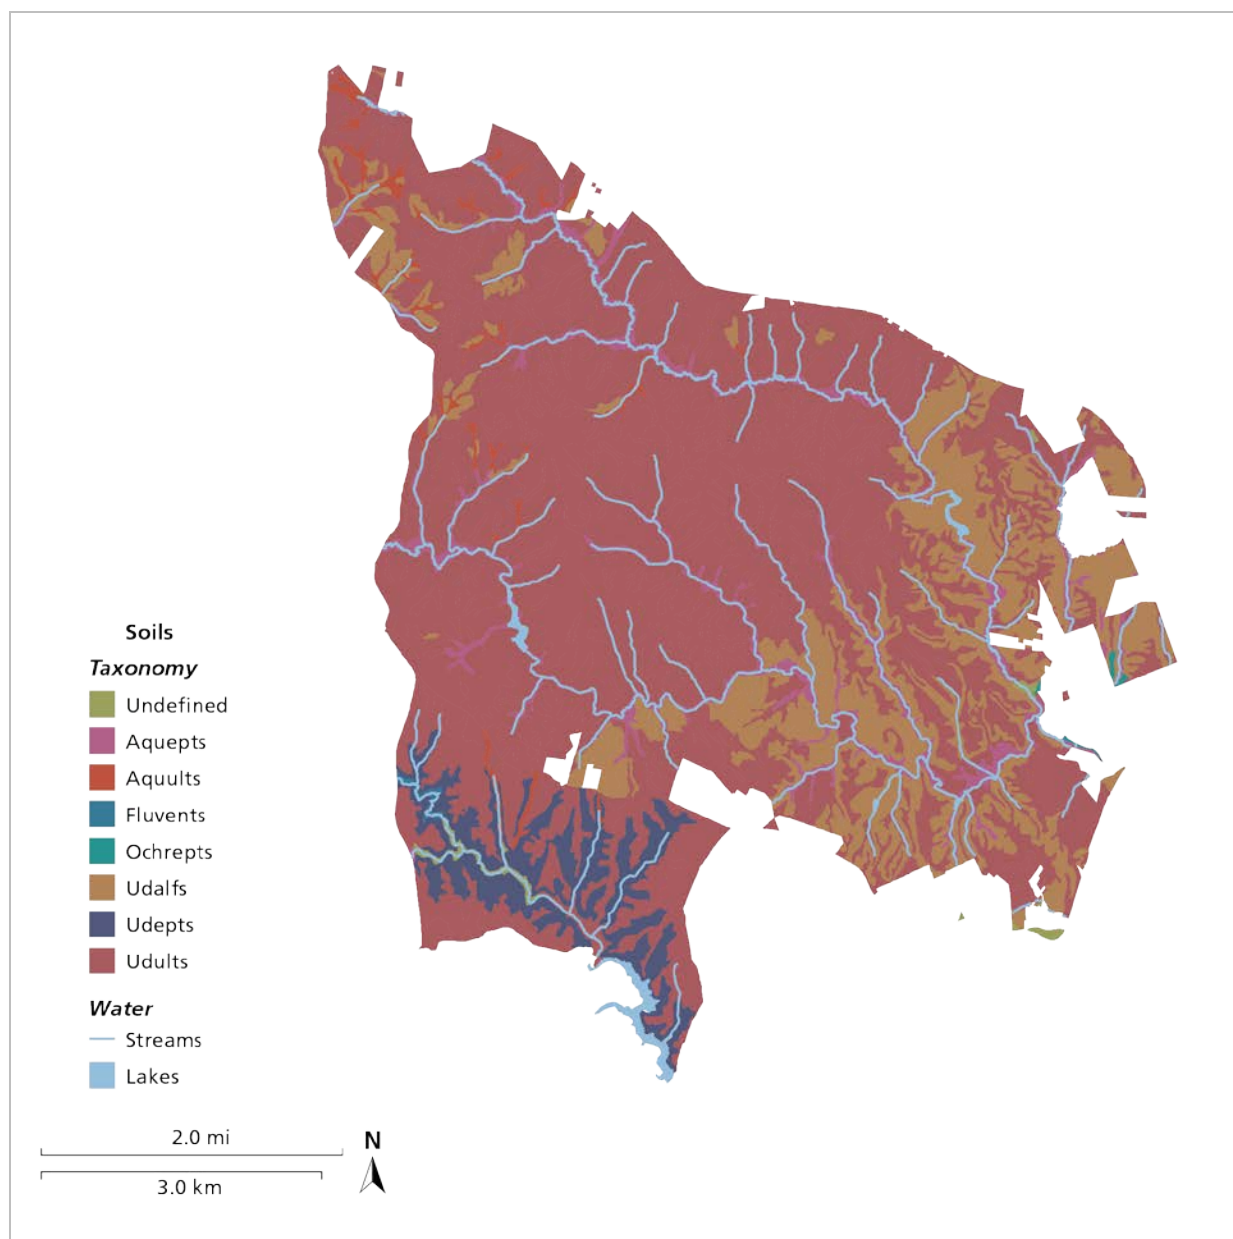 Soils
Taxonomy
Undefined
Aquepts
Aquults
Fluvents
Ochrepts
Udalfs
Udepts
Udults
Water
Streams
Lakes
2.0 mi
3.0 km
N